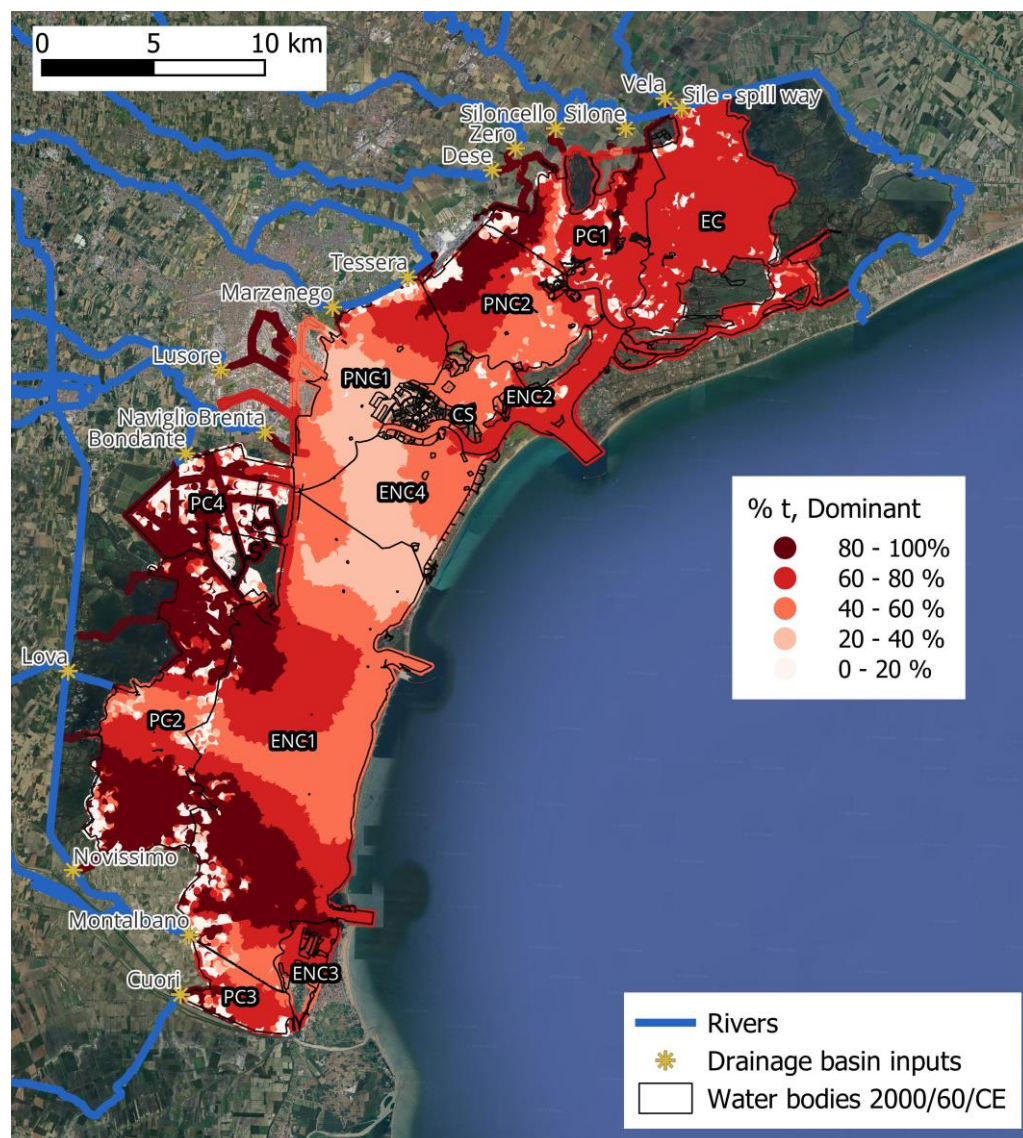 0 5 10 km
Vela
Sile - spill way
Siloncello Silone
Zero
Dese
PC1
EC
Tessera
Marzenego
PNC2
Lusore
PNC1
ENC2
CS
NaviglioBrenta
Bondante
PC4
ENC4
% t, Dominant
80 - 100%
60 - 80 %
40 - 60 %
20 - 40 %
0 - 20 %
Lova
PC2
ENC1
Novissimo
Montalbano
Cuori
PC3
ENC3
Rivers
Drainage basin inputs
Water bodies 2000/60/CE